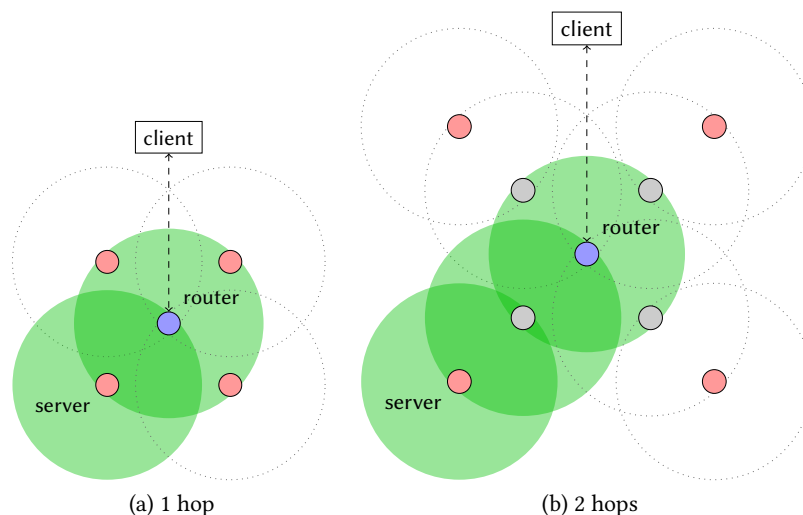 client
router
server
(a) 1 hop
client
router
server
(b) 2 hops